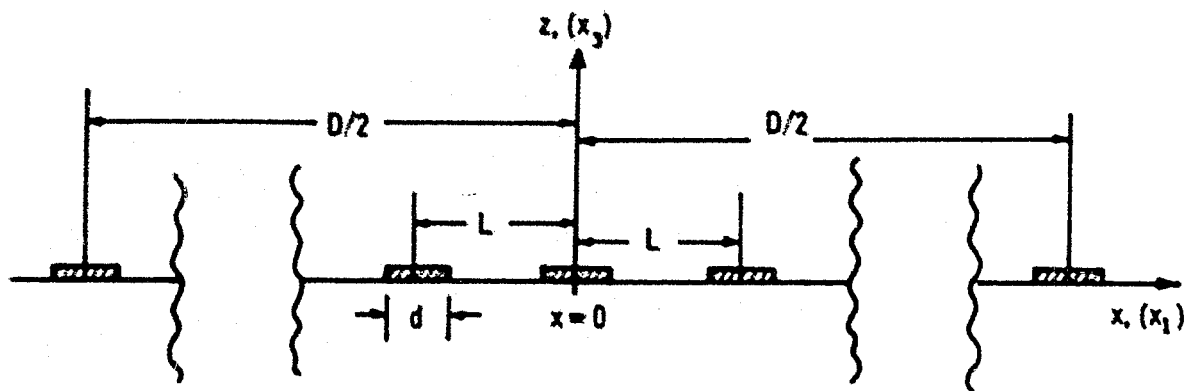 z, (x₃)
D/2
D/2
L
L
d
x = 0
x, (x₁)